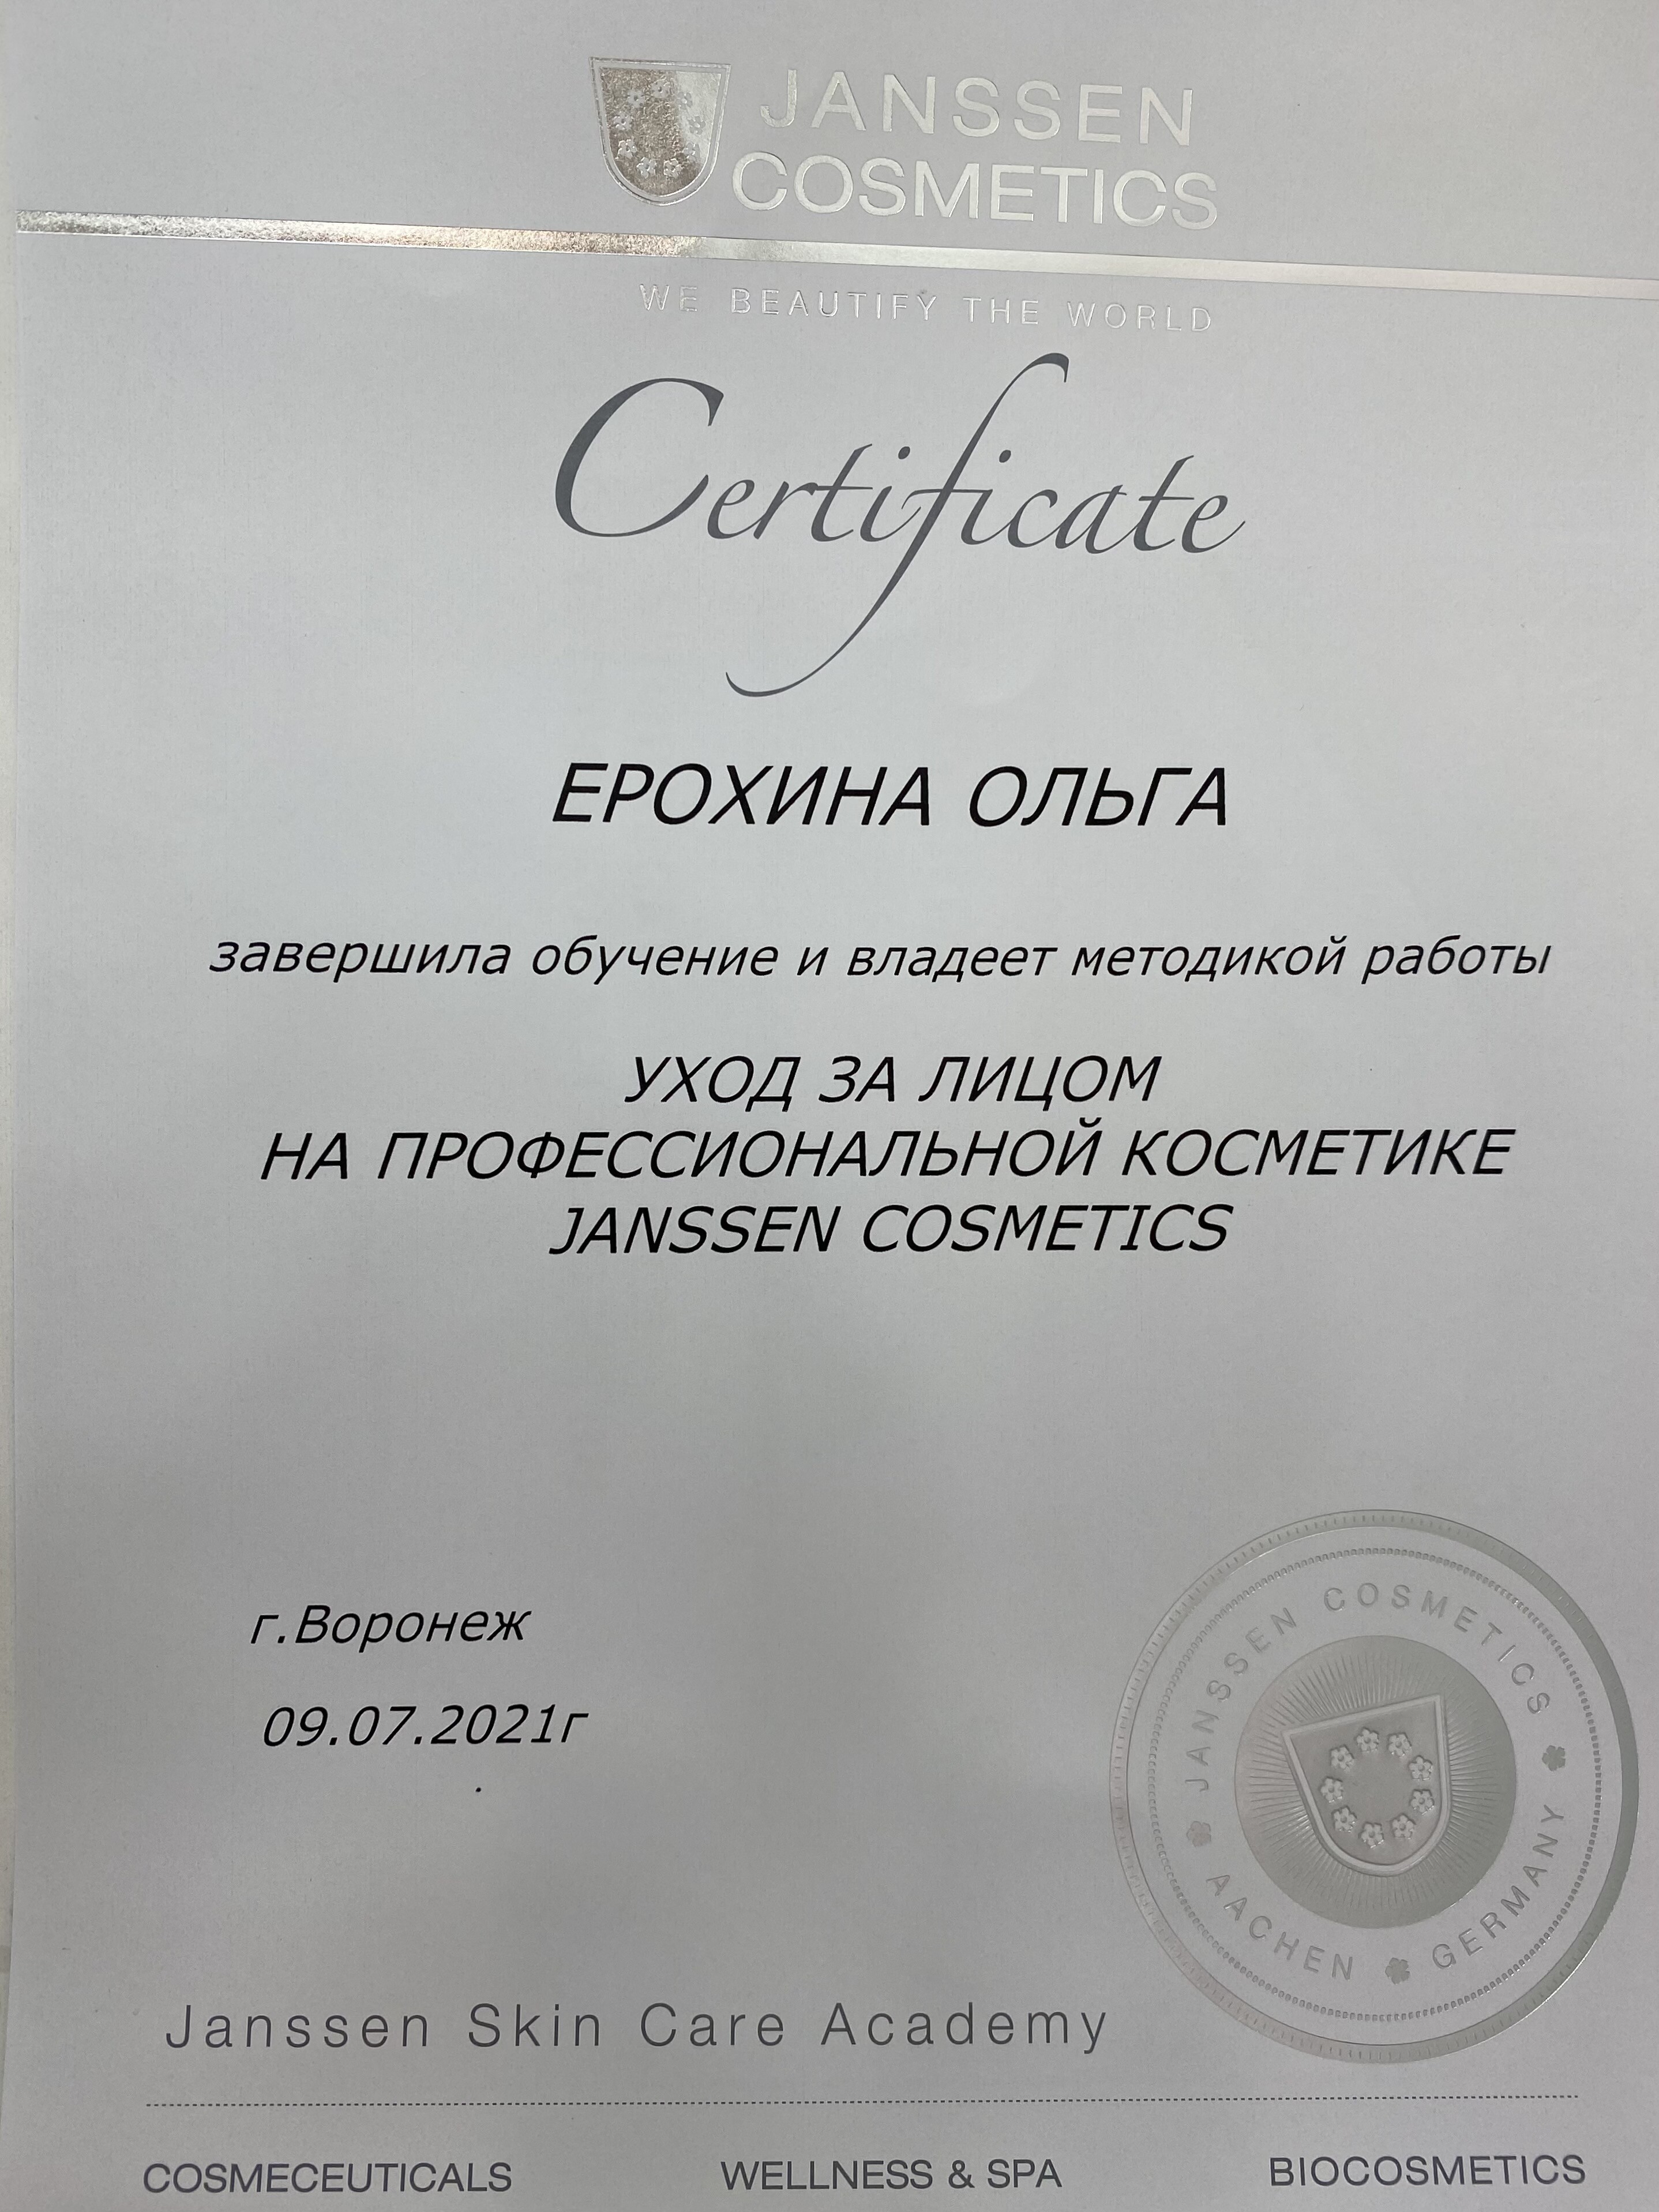 JANSSEN
COSMETICS
WE BEAUTIFY THE WORLD
Certificate
ЕРОХИНА ОЛЬГА
завершила обучение и владеет методикой работы
УХОД ЗА ЛИЦОМ
НА ПРОФЕССИОНАЛЬНОЙ КОСМЕТИКЕ
JANSSEN COSMETICS
г.Воронеж
09.07.2021г
JANSSEN COSMETICS
AACHEN GERMANY
Janssen Skin Care Academy
COSMECEUTICALS WELLNESS & SPA BIOCOSMETICS